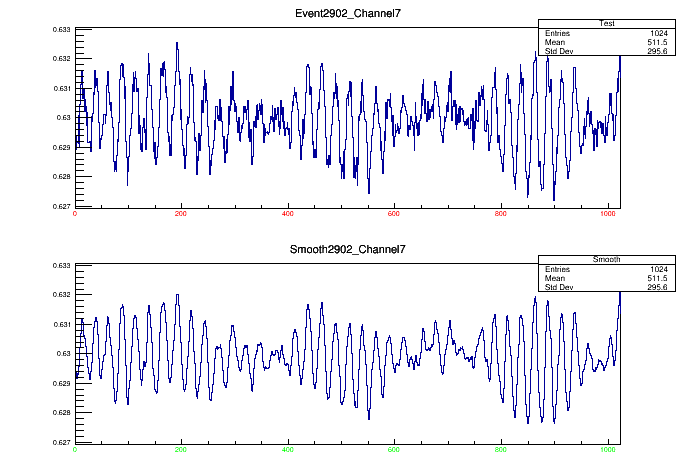 Event2902_Channel7
Test
Entries 1024
Mean 511.5
Std Dev 295.6
0.633
0.632
0.631
0.63
0.629
0.628
0.627
0 200 400 600 800 1000
Smooth2902_Channel7
Smooth
Entries 1024
Mean 511.5
Std Dev 295.6
0.633
0.632
0.631
0.63
0.629
0.628
0.627
0 200 400 600 800 1000